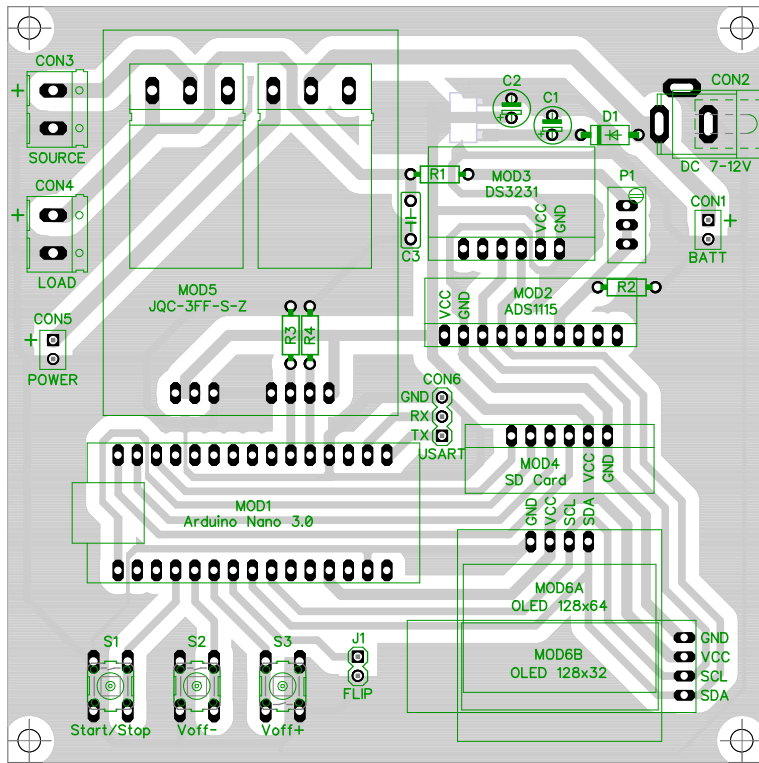 CON3
+
SOURCE
CON4
+
LOAD
CON5
+
POWER
MOD5
JQC-3FF-S-Z
R3
R4
C2
+
C1
+
D1
CON2
DC 7-12V
R1
C3
MOD3
DS3231
VCC
GND
P1
CON1
+
BATT
MOD2
ADS1115
VCC
GND
R2
CON6
GND
RX
TX
USART
MOD4
SD Card
VCC
GND
MOD1
Arduino Nano 3.0
GND
VCC
SCL
SDA
MOD6A
OLED 128x64
MOD6B
OLED 128x32
GND
VCC
SCL
SDA
S1
Start/Stop
S2
Voff-
S3
Voff+
J1
FLIP